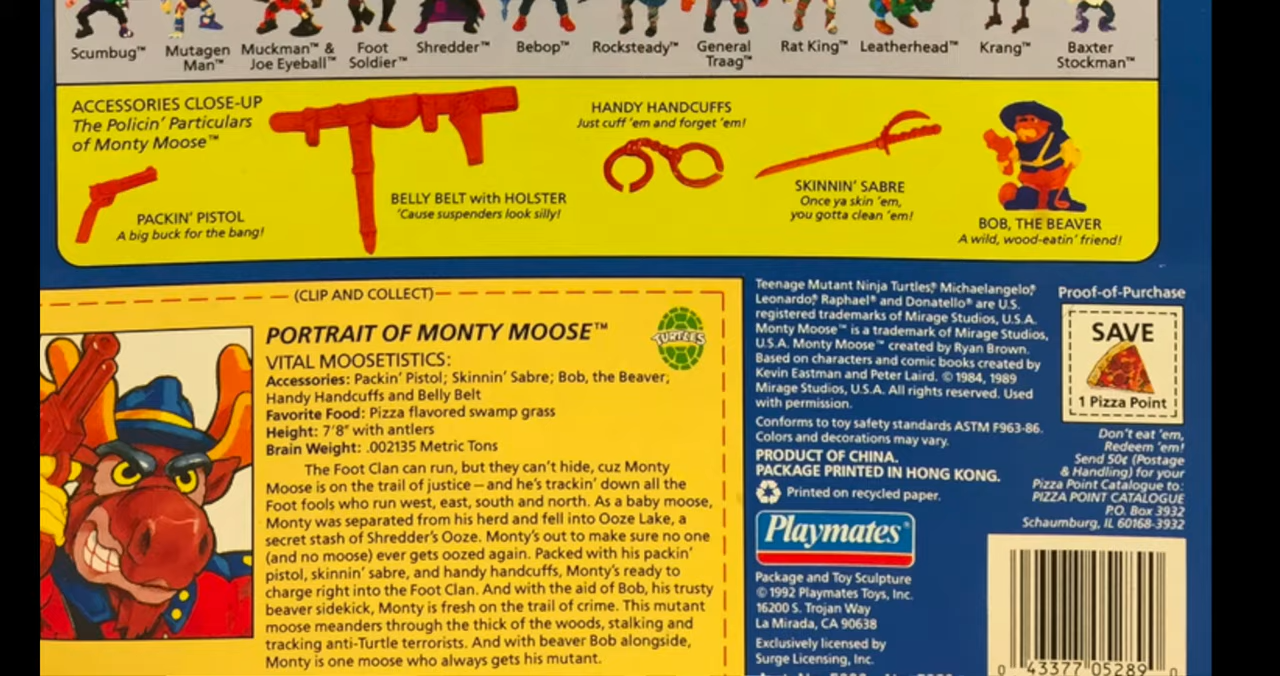 Scumbug™
Mutagen Man™
Muckman™ & Joe Eyeball™
Foot Soldier™
Shredder™
Bebop™
Rocksteady™
General Traag™
Rat King™
Leatherhead™
Krang™
Baxter Stockman™
ACCESSORIES CLOSE-UP
The Policin' Particulars
of Monty Moose™
PACKIN' PISTOL
A big buck for the bang!
BELLY BELT with HOLSTER
'Cause suspenders look silly!
HANDY HANDCUFFS
Just cuff 'em and forget 'em!
SKINNIN' SABRE
Once ya skin 'em,
you gotta clean 'em!
BOB, THE BEAVER
A wild, wood-eatin' friend!
(CLIP AND COLLECT)
PORTRAIT OF MONTY MOOSE™
TURTLES
VITAL MOOSETISTICS:
Accessories: Packin' Pistol; Skinnin' Sabre; Bob, the Beaver;
Handy Handcuffs and Belly Belt
Favorite Food: Pizza flavored swamp grass
Height: 7'8" with antlers
Brain Weight: .002135 Metric Tons
The Foot Clan can run, but they can't hide, cuz Monty
Moose is on the trail of justice—and he's trackin' down all the
Foot fools who run west, east, south and north. As a baby moose,
Monty was separated from his herd and fell into Ooze Lake, a
secret stash of Shredder's Ooze. Monty's out to make sure no one
(and no moose) ever gets oozed again. Packed with his packin'
pistol, skinnin' sabre, and handy handcuffs, Monty's ready to
charge right into the Foot Clan. And with the aid of Bob, his trusty
beaver sidekick, Monty is fresh on the trail of crime. This mutant
moose meanders through the thick of the woods, stalking and
tracking anti-Turtle terrorists. And with beaver Bob alongside,
Monty is one moose who always gets his mutant.
Teenage Mutant Ninja Turtles,® Michaelangelo,®
Leonardo,® Raphael® and Donatello® are U.S.
registered trademarks of Mirage Studios, U.S.A.
Monty Moose™ is a trademark of Mirage Studios,
U.S.A. Monty Moose™ created by Ryan Brown.
Based on characters and comic books created by
Kevin Eastman and Peter Laird. © 1984, 1989
Mirage Studios, U.S.A. All rights reserved. Used
with permission.
Conforms to toy safety standards ASTM F963-86.
Colors and decorations may vary.
PRODUCT OF CHINA.
PACKAGE PRINTED IN HONG KONG.
Printed on recycled paper.
Playmates®
Package and Toy Sculpture
© 1992 Playmates Toys, Inc.
16200 S. Trojan Way
La Mirada, CA 90638
Exclusively licensed by
Surge Licensing, Inc.
Proof-of-Purchase
SAVE
1 Pizza Point
Don't eat 'em,
Redeem 'em!
Send 50¢ (Postage
& Handling) for your
Pizza Point Catalogue to:
PIZZA POINT CATALOGUE
P.O. Box 3932
Schaumburg, IL 60168-3932
0 43377 05289 0